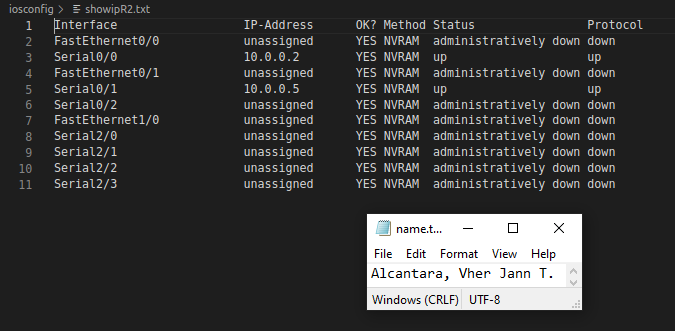 iosconfig > showipR2.txt
1 Interface IP-Address OK? Method Status Protocol
2 FastEthernet0/0 unassigned YES NVRAM administratively down down
3 Serial0/0 10.0.0.2 YES NVRAM up up
4 FastEthernet0/1 unassigned YES NVRAM administratively down down
5 Serial0/1 10.0.0.5 YES NVRAM up up
6 Serial0/2 unassigned YES NVRAM administratively down down
7 FastEthernet1/0 unassigned YES NVRAM administratively down down
8 Serial2/0 unassigned YES NVRAM administratively down down
9 Serial2/1 unassigned YES NVRAM administratively down down
10 Serial2/2 unassigned YES NVRAM administratively down down
11 Serial2/3 unassigned YES NVRAM administratively down down
name.t...
File Edit Format View Help
Alcantara, Vher Jann T.
Windows (CRLF) UTF-8